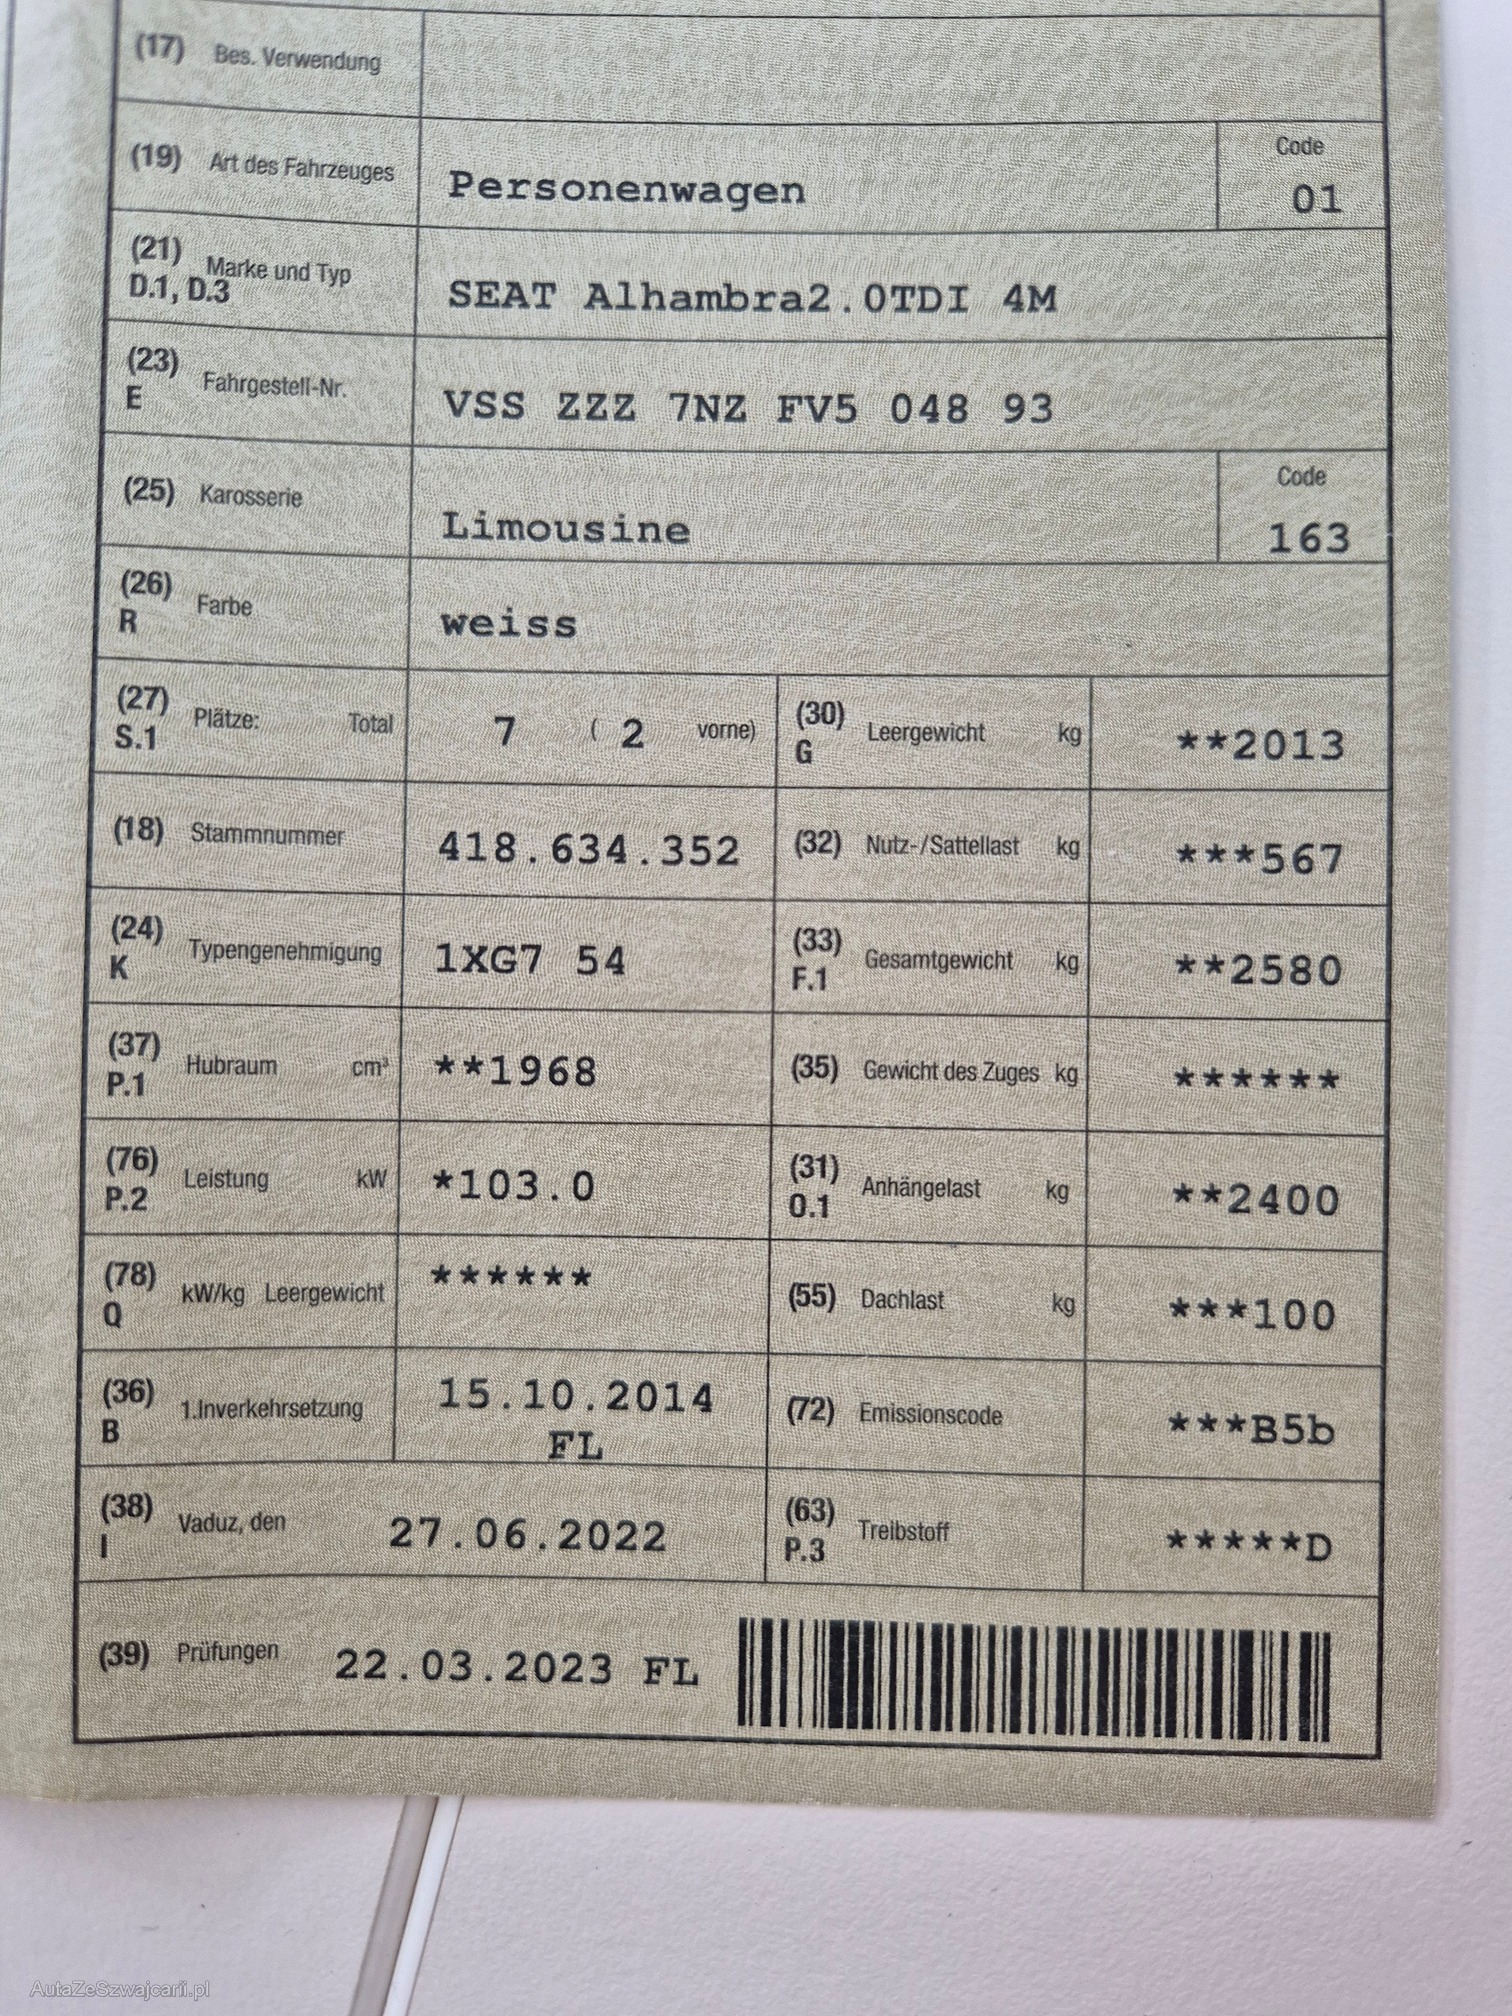 (17) Bes. Verwendung
(19) Art des Fahrzeuges Personenwagen Code 01
(21) D.1, D.3 Marke und Typ SEAT Alhambra2.0TDI 4M
(23) E Fahrgestell-Nr. VSS ZZZ 7NZ FV5 048 93
(25) Karosserie Limousine Code 163
(26) R Farbe weiss
(27) S.1 Plätze: Total 7 ( 2 vorne) (30) G Leergewicht kg **2013
(18) Stammnummer 418.634.352 (32) Nutz-/Sattellast kg ***567
(24) K Typengenehmigung 1XG7 54 (33) F.1 Gesamtgewicht kg **2580
(37) P.1 Hubraum cm³ **1968 (35) Gewicht des Zuges kg ******
(76) P.2 Leistung kW *103.0 (31) O.1 Anhängelast kg **2400
(78) Q kW/kg Leergewicht ****** (55) Dachlast kg ***100
(36) B 1.Inverkehrsetzung 15.10.2014 FL (72) Emissionscode ***B5b
(38) I Vaduz, den 27.06.2022 (63) P.3 Treibstoff *****D
(39) Prüfungen 22.03.2023 FL
AutaZeSzwajcarii.pl